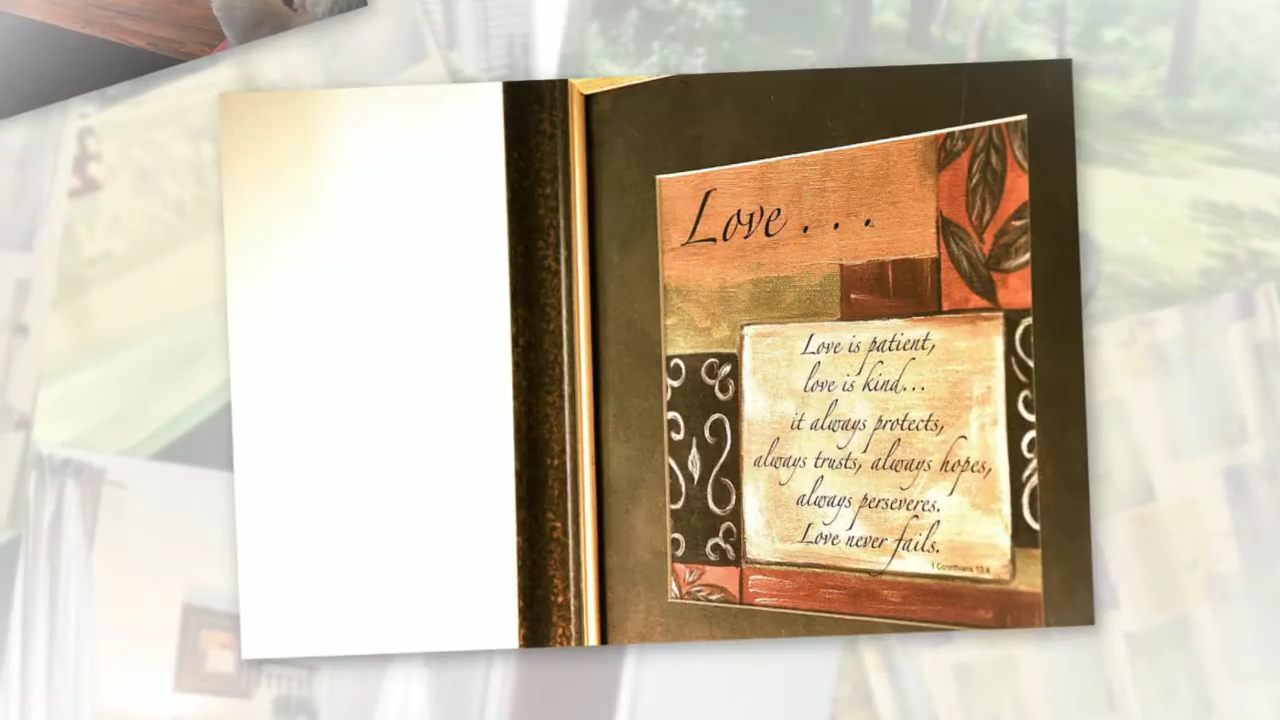 Love . . .
Love is patient,
love is kind...
it always protects,
always trusts, always hopes,
always perseveres.
Love never fails.
1 Corinthians 13:4